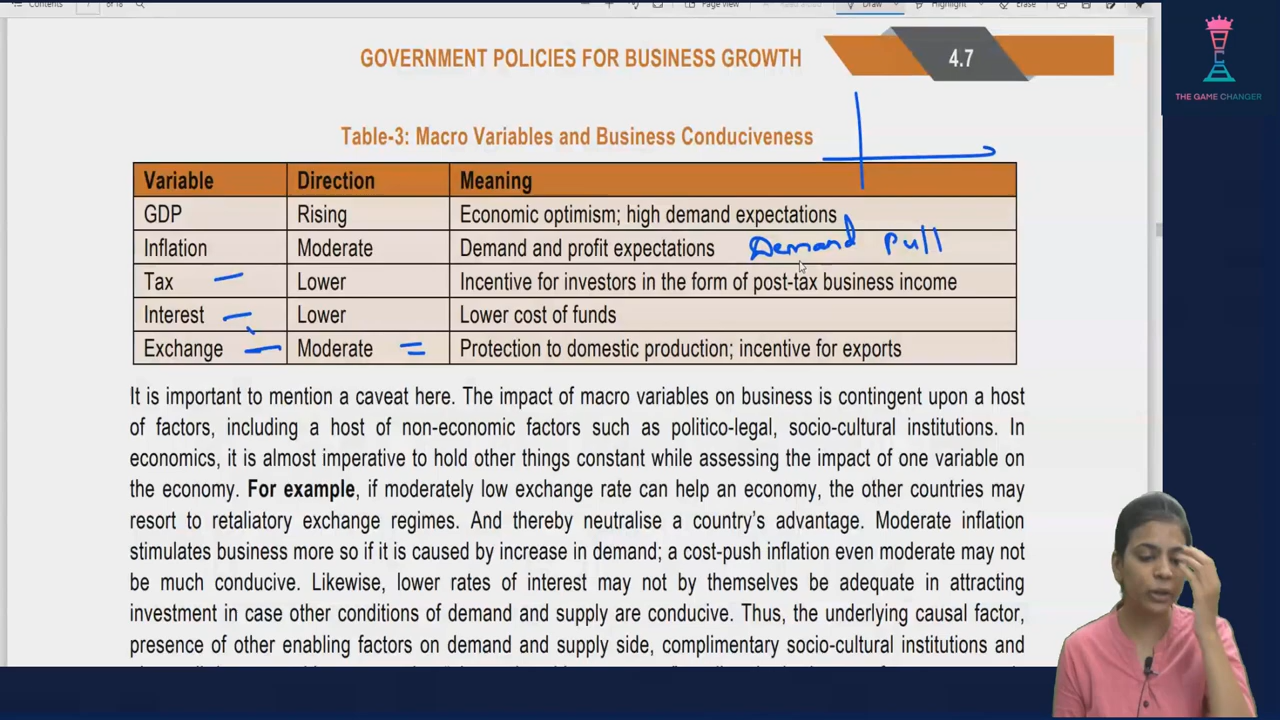 Contents
of 18
Page view
Draw
Highlight
Erase
GOVERNMENT POLICIES FOR BUSINESS GROWTH
4.7
THE GAME CHANGER
Table-3: Macro Variables and Business Conduciveness
Variable Direction Meaning
GDP Rising Economic optimism; high demand expectations
Inflation Moderate Demand and profit expectations Demand Pull
Tax Lower Incentive for investors in the form of post-tax business income
Interest Lower Lower cost of funds
Exchange Moderate Protection to domestic production; incentive for exports
It is important to mention a caveat here. The impact of macro variables on business is contingent upon a host
of factors, including a host of non-economic factors such as politico-legal, socio-cultural institutions. In
economics, it is almost imperative to hold other things constant while assessing the impact of one variable on
the economy. For example, if moderately low exchange rate can help an economy, the other countries may
resort to retaliatory exchange regimes. And thereby neutralise a country's advantage. Moderate inflation
stimulates business more so if it is caused by increase in demand; a cost-push inflation even moderate may not
be much conducive. Likewise, lower rates of interest may not by themselves be adequate in attracting
investment in case other conditions of demand and supply are conducive. Thus, the underlying causal factor,
presence of other enabling factors on demand and supply side, complimentary socio-cultural institutions and